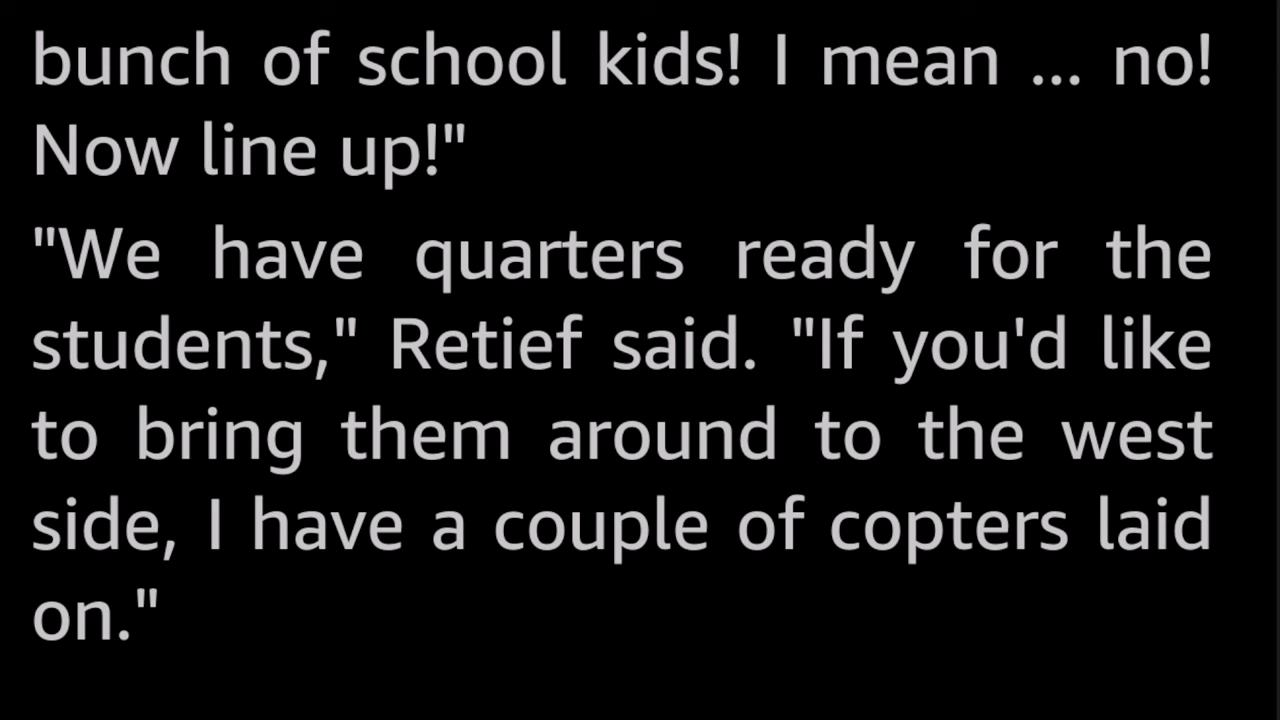 bunch of school kids! I mean ... no!
Now line up!"
"We have quarters ready for the
students," Retief said. "If you'd like
to bring them around to the west
side, I have a couple of copters laid
on."